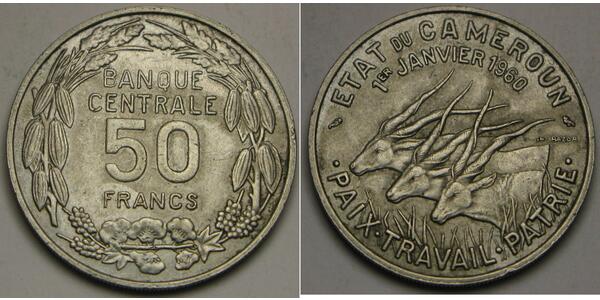 BANQUE
CENTRALE
50
FRANCS
ETAT DU CAMEROUN
1ER JANVIER 1960
PAIX · TRAVAIL · PATRIE